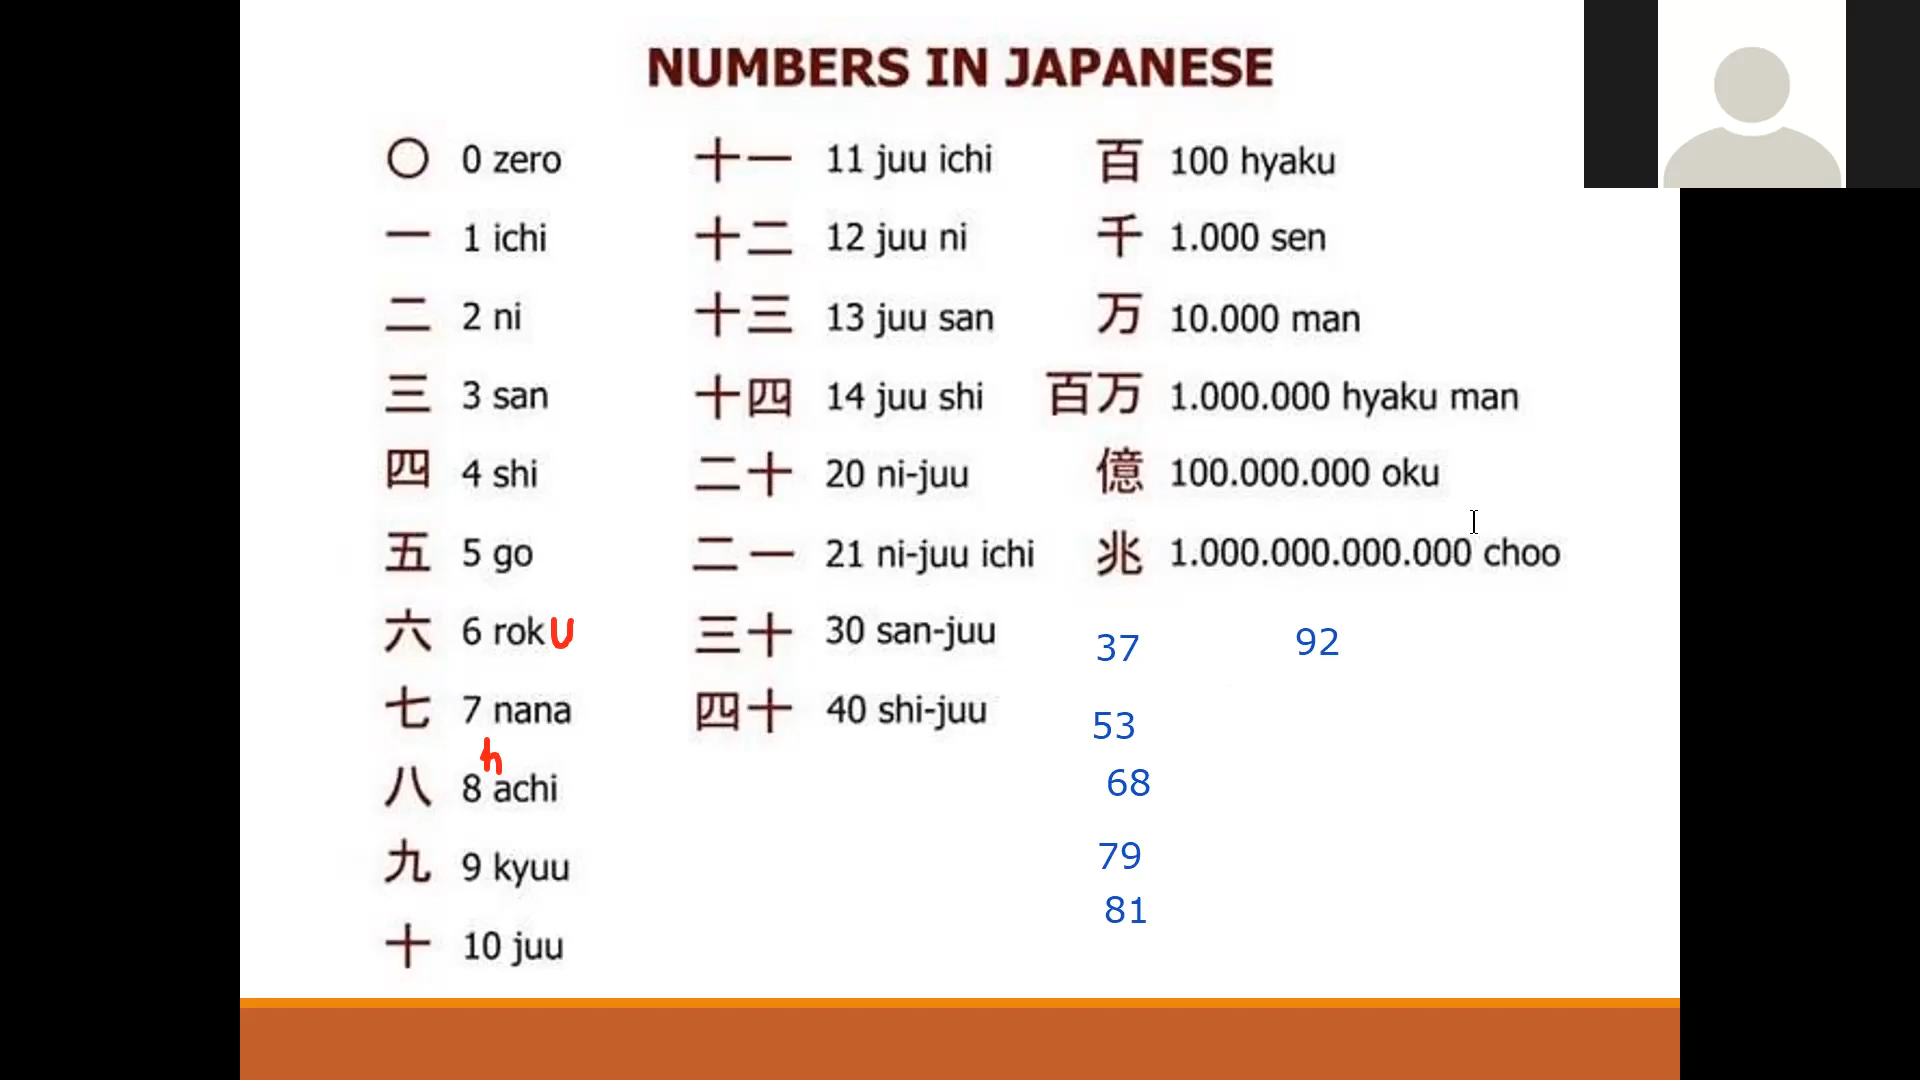 NUMBERS IN JAPANESE
〇 0 zero
一 1 ichi
二 2 ni
三 3 san
四 4 shi
五 5 go
六 6 roku
七 7 nana
h
八 8 achi
九 9 kyuu
十 10 juu
十一 11 juu ichi
十二 12 juu ni
十三 13 juu san
十四 14 juu shi
二十 20 ni-juu
二一 21 ni-juu ichi
三十 30 san-juu
四十 40 shi-juu
百 100 hyaku
千 1.000 sen
万 10.000 man
百万 1.000.000 hyaku man
億 100.000.000 oku
兆 1.000.000.000.000 choo
37 92
53
68
79
81